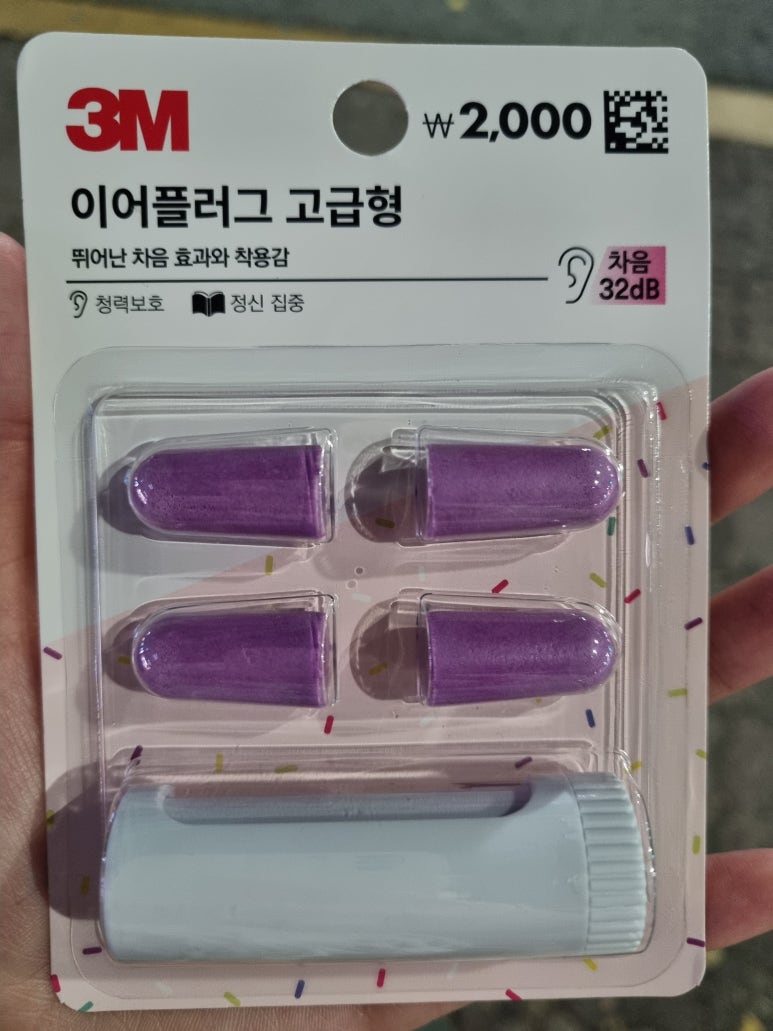 3M
₩2,000
이어플러그 고급형
뛰어난 차음 효과와 착용감
청력보호 정신 집중
차음
32dB